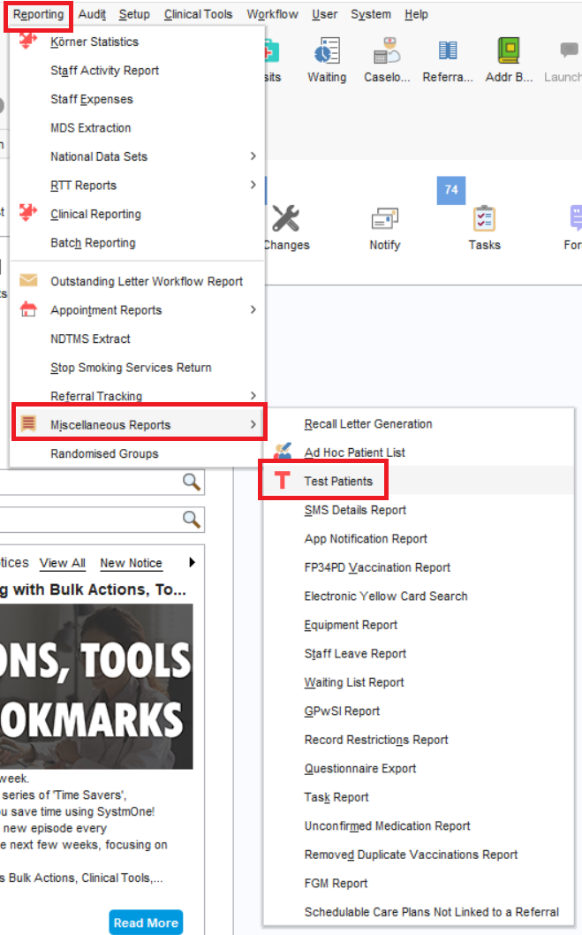 Reporting Audit Setup Clinical Tools Workflow User System Help
Körner Statistics
Staff Activity Report
Staff Expenses
MDS Extraction
National Data Sets
RTT Reports
Clinical Reporting
Batch Reporting
Outstanding Letter Workflow Report
Appointment Reports
NDTMS Extract
Stop Smoking Services Return
Referral Tracking
Miscellaneous Reports
Randomised Groups
Waiting Caselo... Referra... Addr B... Launch
74
Changes Notify Tasks
Recall Letter Generation
Ad Hoc Patient List
T Test Patients
SMS Details Report
App Notification Report
FP34PD Vaccination Report
Electronic Yellow Card Search
Equipment Report
Staff Leave Report
Waiting List Report
GPwSI Report
Record Restrictions Report
Questionnaire Export
Task Report
Unconfirmed Medication Report
Removed Duplicate Vaccinations Report
FGM Report
Schedulable Care Plans Not Linked to a Referral
tices View All New Notice
g with Bulk Actions, To...
ONS, TOOLS
OKMARKS
week.
series of 'Time Savers',
u save time using SystmOne!
new episode every
e next few weeks, focusing on
s Bulk Actions, Clinical Tools,...
Read More